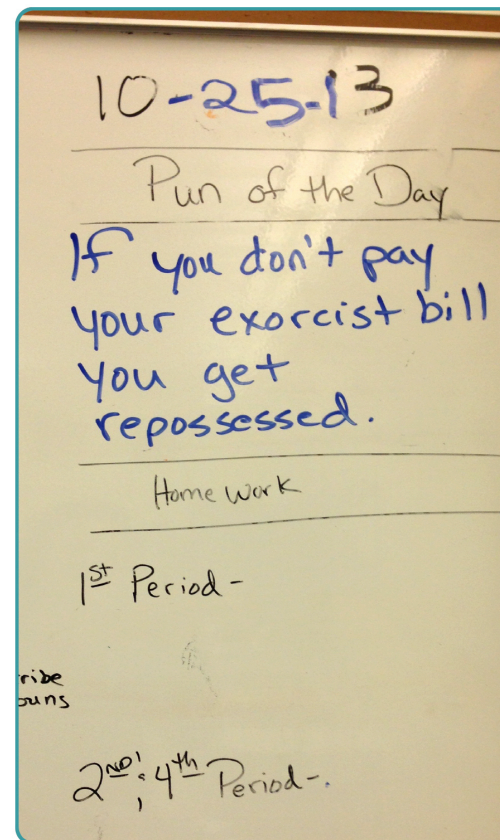 10-25-13
Pun of the Day
If you don't pay
your exorcist bill
you get
repossessed.
Home Work
1st Period-
2ND; 4th Period-.